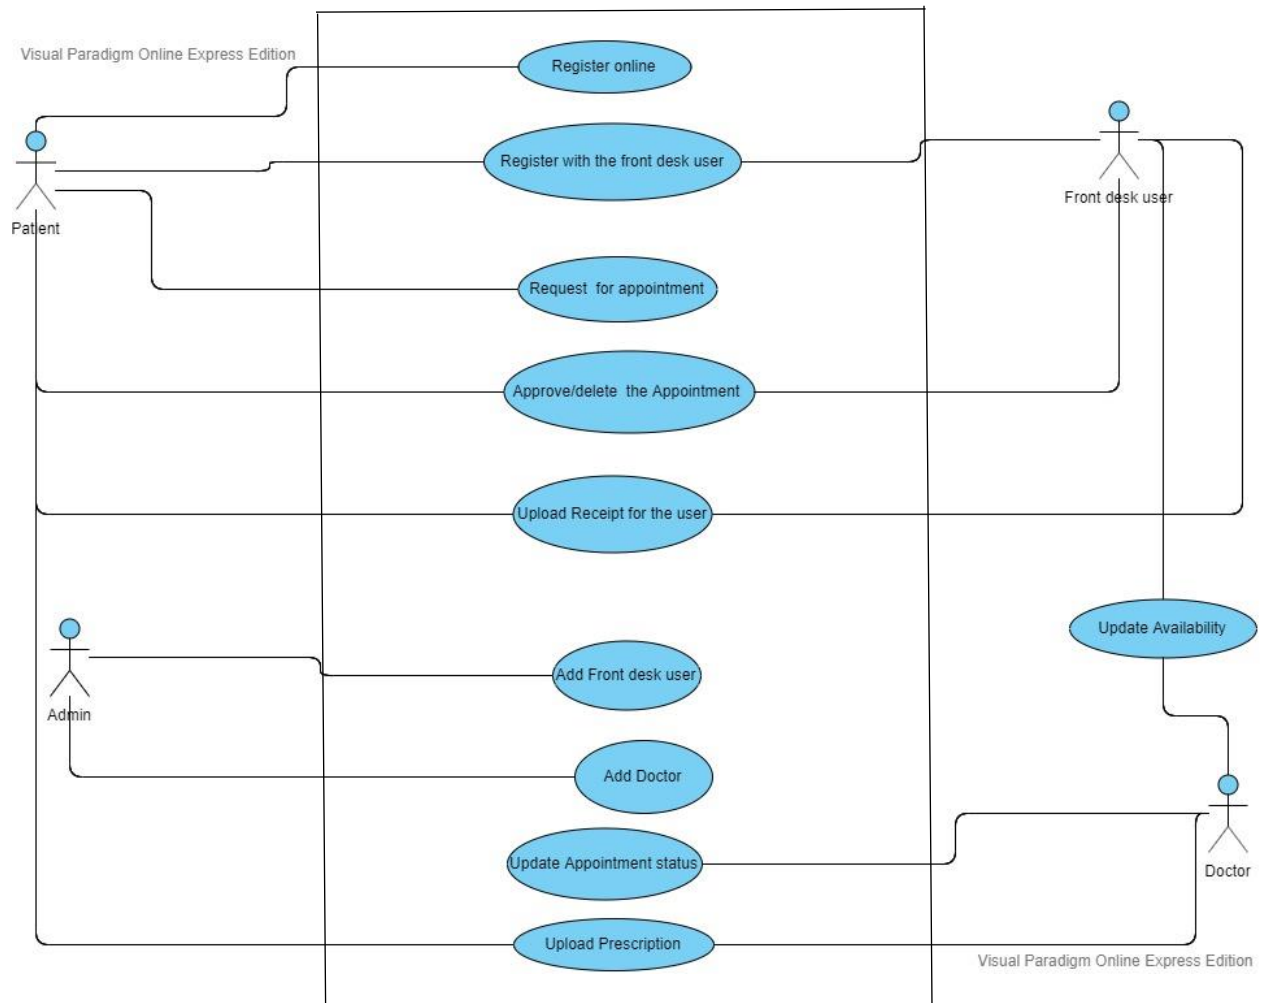 Visual Paradigm Online Express Edition
Register online
Register with the front desk user
Front desk user
Patient
Request  for appointment
Approve/delete  the Appointment
Upload Receipt for the user
Update Availability
Add Front desk user
Admin
Add Doctor
Update Appointment status
Doctor
Upload Prescription
Visual Paradigm Online Express Edition